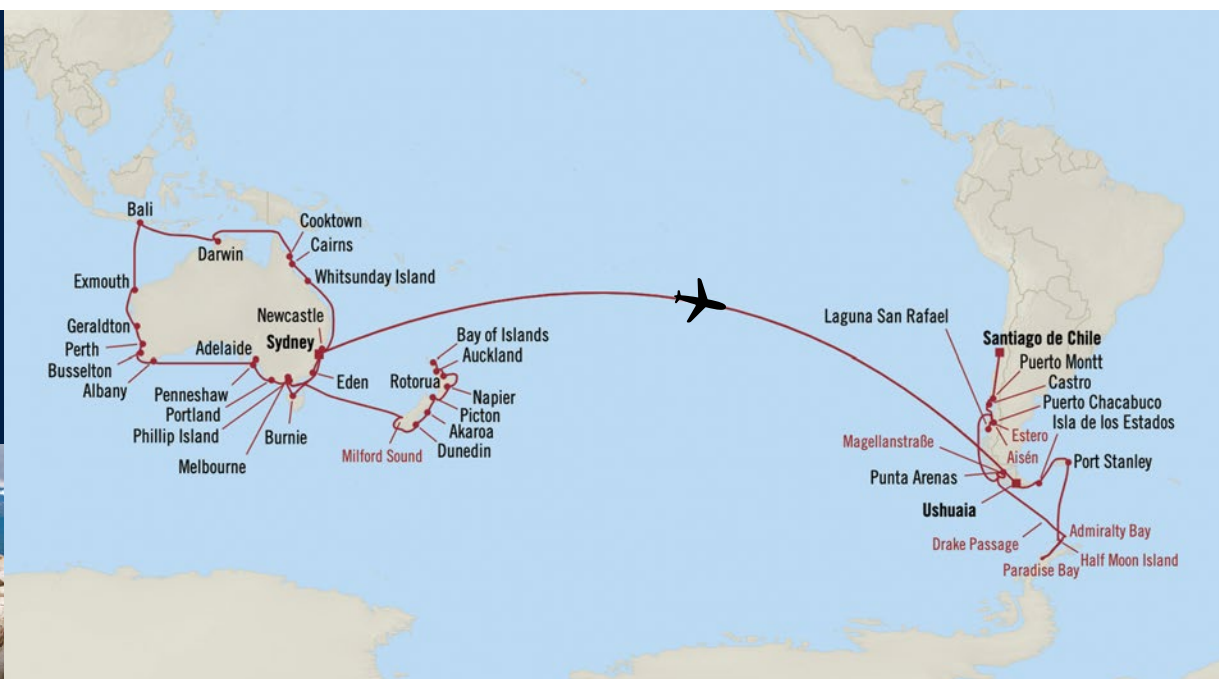 Bali
Darwin
Cooktown
Cairns
Whitsunday Island
Exmouth
Geraldton
Perth
Busselton
Albany
Adelaide
Newcastle
Sydney
Penneshaw
Portland
Phillip Island
Melbourne
Burnie
Eden
Bay of Islands
Auckland
Rotorua
Napier
Picton
Akaroa
Dunedin
Milford Sound
Laguna San Rafael
Santiago de Chile
Puerto Montt
Castro
Puerto Chacabuco
Isla de los Estados
Estero
Aisén
Magellanstraße
Punta Arenas
Port Stanley
Ushuaia
Drake Passage
Admiralty Bay
Half Moon Island
Paradise Bay